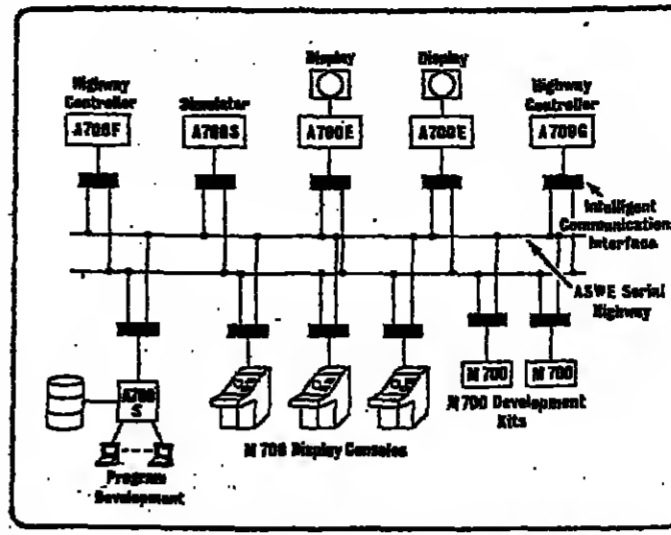 Display
Display
Highway
Controller
Simulator
Highway
Controller
A700F
A700S
A700E
A700E
A700G
Intelligent
Communication
Interface
ASWE Serial
Highway
A700
S
M 700
M 700
M 700 Development
Kits
M 700 Display Consoles
Program
Development